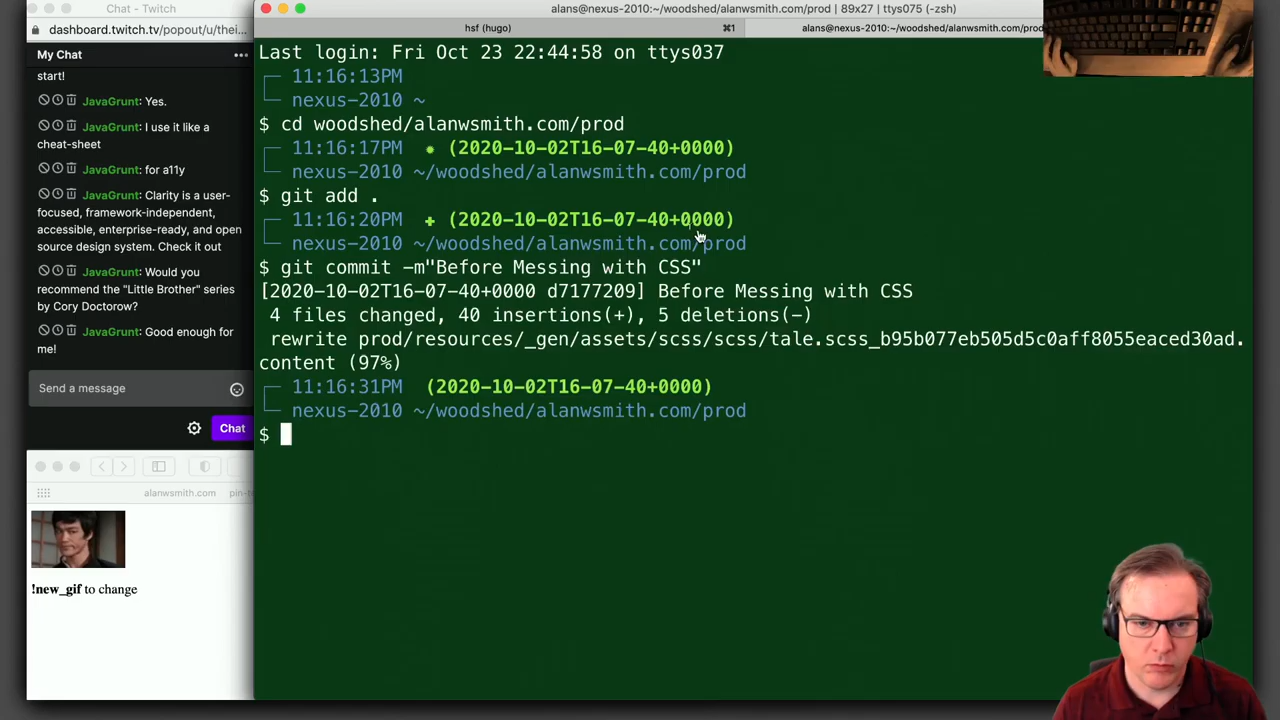 Chat - Twitch
dashboard.twitch.tv/popout/u/thei
My Chat
start!
JavaGrunt: Yes.
JavaGrunt: I use it like a
cheat-sheet
JavaGrunt: for a11y
JavaGrunt: Clarity is a user-
focused, framework-independent,
accessible, enterprise-ready, and
open source design system. Check it out
JavaGrunt: Would you
recommend the "Little Brother" series
by Cory Doctorow?
JavaGrunt: Good enough for
me!
Send a message
Chat
alanwsmith.com
!new_gif to change
alans@nexus-2010:~/woodshed/alanwsmith.com/prod | 89x27 | ttys075 (-zsh)
hsf (hugo) ⌘1
alans@nexus-2010:~/woodshed/alanwsmith.com/prod
Last login: Fri Oct 23 22:44:58 on ttys037
11:16:13PM
nexus-2010 ~
$ cd woodshed/alanwsmith.com/prod
11:16:17PM ✹ (2020-10-02T16-07-40+0000)
nexus-2010 ~/woodshed/alanwsmith.com/prod
$ git add .
11:16:20PM ✚ (2020-10-02T16-07-40+0000)
nexus-2010 ~/woodshed/alanwsmith.com/prod
$ git commit -m"Before Messing with CSS"
[2020-10-02T16-07-40+0000 d7177209] Before Messing with CSS
4 files changed, 40 insertions(+), 5 deletions(-)
rewrite prod/resources/_gen/assets/scss/scss/tale.scss_b95b077eb505d5c0aff8055eaced30ad.
content (97%)
11:16:31PM (2020-10-02T16-07-40+0000)
nexus-2010 ~/woodshed/alanwsmith.com/prod
$